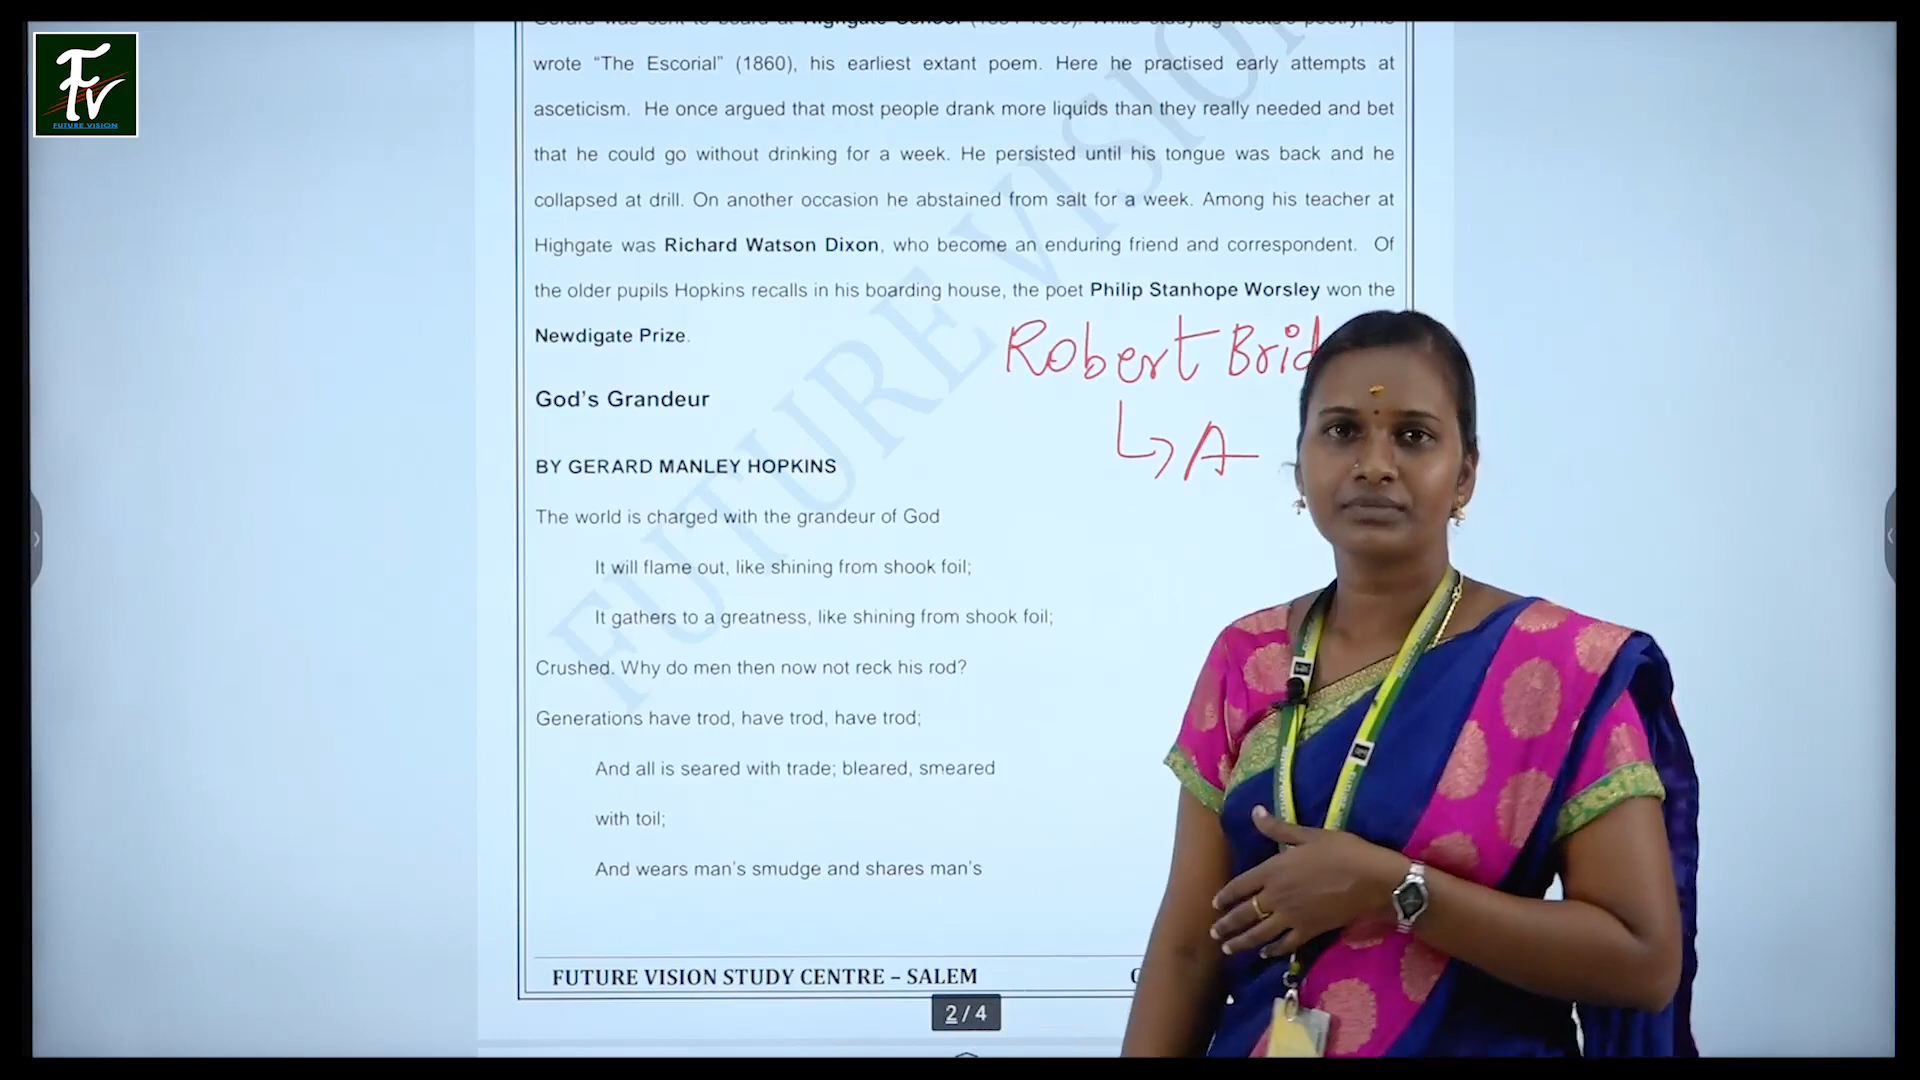 FV
FUTURE VISION
wrote “The Escorial” (1860), his earliest extant poem. Here he practised early attempts at
asceticism. He once argued that most people drank more liquids than they really needed and bet
that he could go without drinking for a week. He persisted until his tongue was back and he
collapsed at drill. On another occasion he abstained from salt for a week. Among his teacher at
Highgate was Richard Watson Dixon, who become an enduring friend and correspondent. Of
the older pupils Hopkins recalls in his boarding house, the poet Philip Stanhope Worsley won the
Newdigate Prize.
Robert Brid
A
God’s Grandeur
BY GERARD MANLEY HOPKINS
The world is charged with the grandeur of God
It will flame out, like shining from shook foil;
It gathers to a greatness, like shining from shook foil;
Crushed. Why do men then now not reck his rod?
Generations have trod, have trod, have trod;
And all is seared with trade; bleared, smeared
with toil;
And wears man’s smudge and shares man’s
FUTURE VISION STUDY CENTRE – SALEM
2 / 4
FUTURE VISION